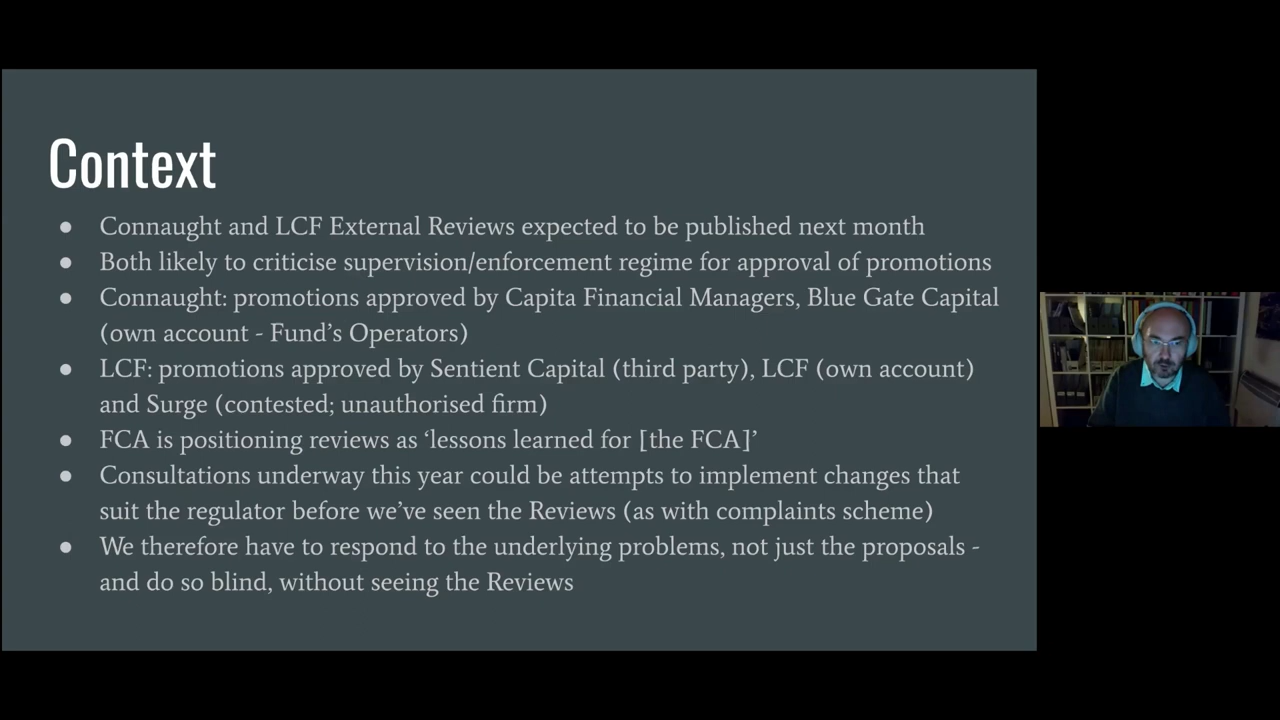 Context
● Connaught and LCF External Reviews expected to be published next month
● Both likely to criticise supervision/enforcement regime for approval of promotions
● Connaught: promotions approved by Capita Financial Managers, Blue Gate Capital
(own account - Fund’s Operators)
● LCF: promotions approved by Sentient Capital (third party), LCF (own account)
and Surge (contested; unauthorised firm)
● FCA is positioning reviews as ‘lessons learned for [the FCA]’
● Consultations underway this year could be attempts to implement changes that
suit the regulator before we’ve seen the Reviews (as with complaints scheme)
● We therefore have to respond to the underlying problems, not just the proposals -
and do so blind, without seeing the Reviews